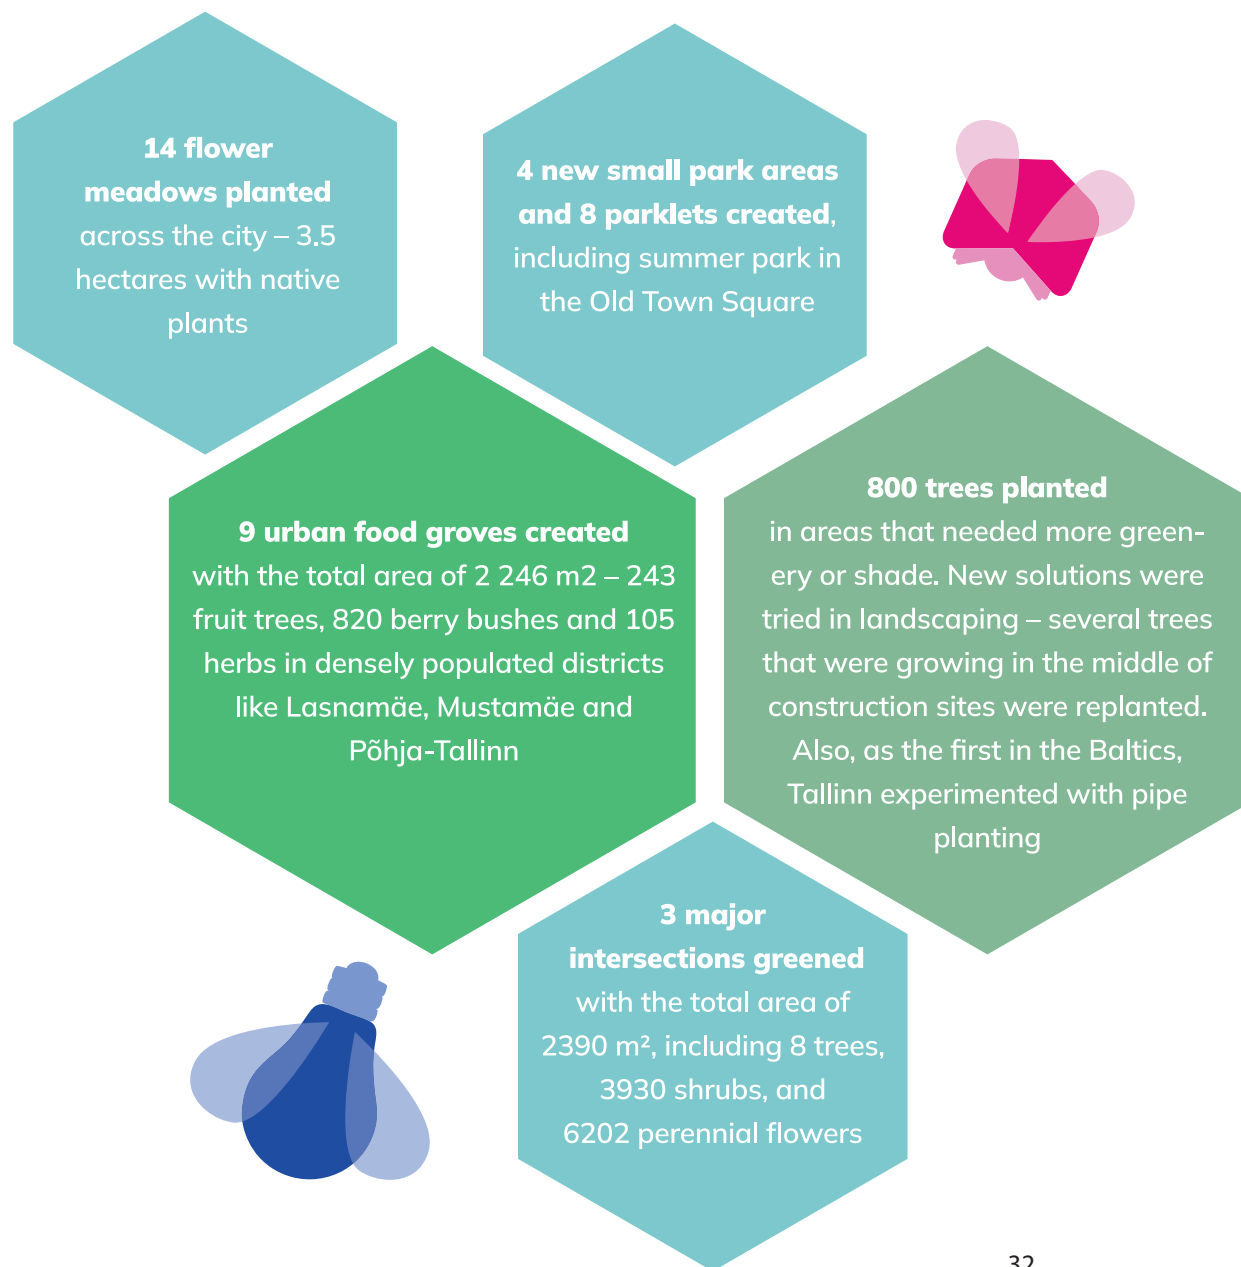 14 flower
meadows planted
across the city – 3.5
hectares with native
plants
4 new small park areas
and 8 parklets created,
including summer park in
the Old Town Square
9 urban food groves created
with the total area of 2 246 m2 – 243
fruit trees, 820 berry bushes and 105
herbs in densely populated districts
like Lasnamäe, Mustamäe and
Põhja-Tallinn
800 trees planted
in areas that needed more green-
ery or shade. New solutions were
tried in landscaping – several trees
that were growing in the middle of
construction sites were replanted.
Also, as the first in the Baltics,
Tallinn experimented with pipe
planting
3 major
intersections greened
with the total area of
2390 m², including 8 trees,
3930 shrubs, and
6202 perennial flowers
32